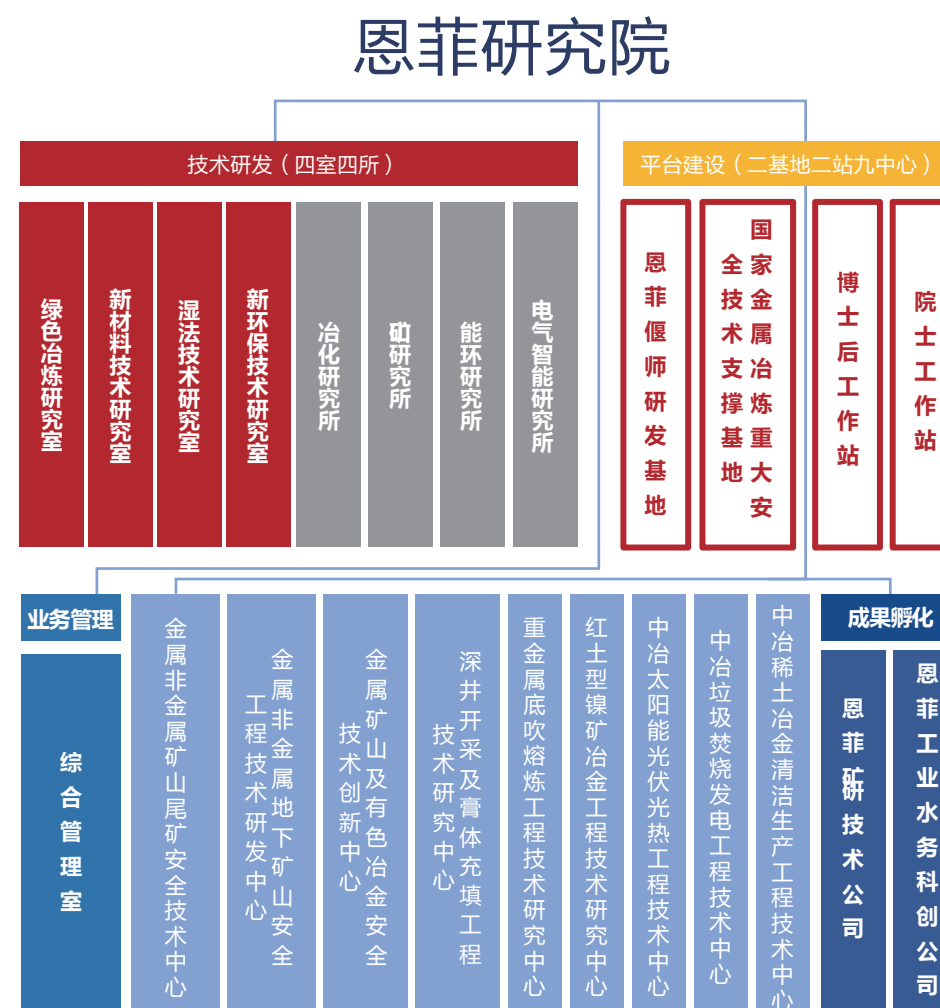 恩菲研究院
技术研发（四室四所）
平台建设（二基地二站九中心）
绿色冶炼研究室
新材料技术研究室
湿法技术研究室
新环保技术研究室
冶化研究所
研究所
能环研究所
电气智能研究所
恩菲偃师研发基地
国家金属冶炼重大安
全技术支撑基地
博士后工作站
院士工作站
业务管理
综合管理室
金属非金属矿山尾矿安全技术中心
金属非金属地下矿山安全
工程技术研发中心
金属矿山及有色冶金安全
技术创新中心
深井开采及膏体充填工程
技术研究中心
重金属底吹熔炼工程技术研究中心
红土型镍矿冶金工程技术研究中心
中冶太阳能光伏光热工程技术中心
中冶垃圾焚烧发电工程技术中心
中冶稀土冶金清洁生产工程技术中心
成果孵化
恩菲矿研技术公司
恩菲工业水务科创公司